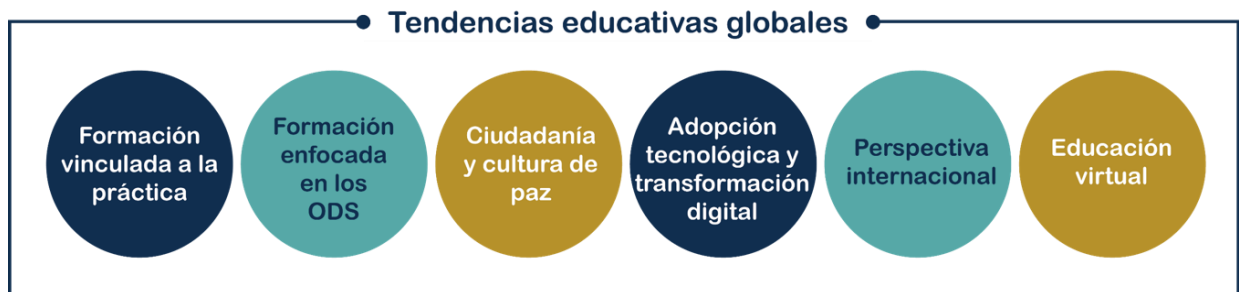 Tendencias educativas globales
Formación
vinculada a la
práctica
Formación
enfocada
en los
ODS
Ciudadanía
y cultura de
paz
Adopción
tecnológica y
transformación
digital
Perspectiva
internacional
Educación
virtual